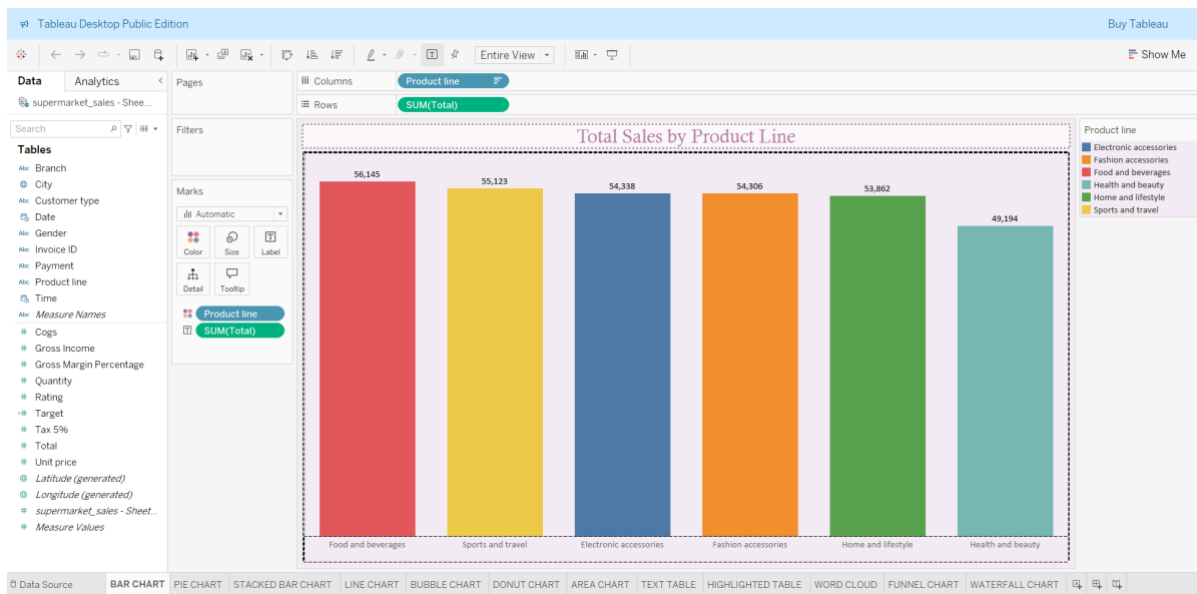 Tableau Desktop Public Edition
Buy Tableau
Entire View
Show Me
Data
Analytics
supermarket_sales - Shee...
Search
Tables
Abc Branch
City
Abc Customer type
Date
Abc Gender
Abc Invoice ID
Abc Payment
Abc Product line
Time
Abc Measure Names
# Cogs
# Gross Income
# Gross Margin Percentage
# Quantity
# Rating
=# Target
# Tax 5%
# Total
# Unit price
Latitude (generated)
Longitude (generated)
# supermarket_sales - Sheet...
# Measure Values
Pages
Filters
Marks
Automatic
Color
Size
Label
Detail
Tooltip
Product line
SUM(Total)
Columns
Product line
Rows
SUM(Total)
Total Sales by Product Line
56,145
55,123
54,338
54,306
53,862
49,194
Food and beverages
Sports and travel
Electronic accessories
Fashion accessories
Home and lifestyle
Health and beauty
Product line
Electronic accessories
Fashion accessories
Food and beverages
Health and beauty
Home and lifestyle
Sports and travel
Data Source
BAR CHART
PIE CHART
STACKED BAR CHART
LINE CHART
BUBBLE CHART
DONUT CHART
AREA CHART
TEXT TABLE
HIGHLIGHTED TABLE
WORD CLOUD
FUNNEL CHART
WATERFALL CHART